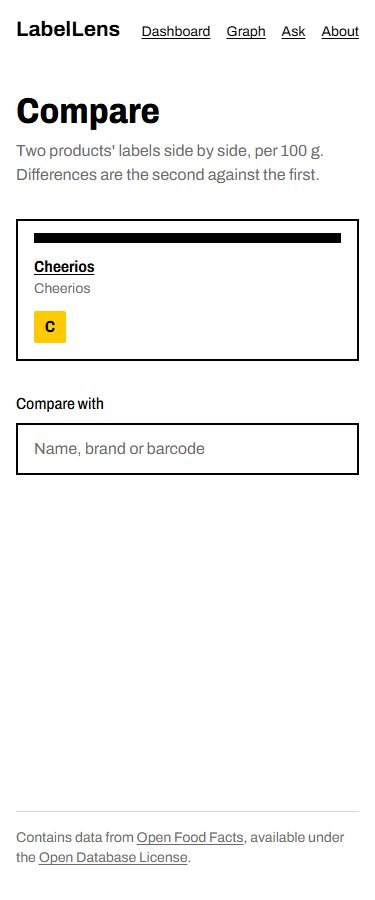 LabelLens Dashboard Graph Ask About
Compare
Two products' labels side by side, per 100 g.
Differences are the second against the first.
Cheerios
Cheerios
C
Compare with
Name, brand or barcode
Contains data from Open Food Facts, available under
the Open Database License.